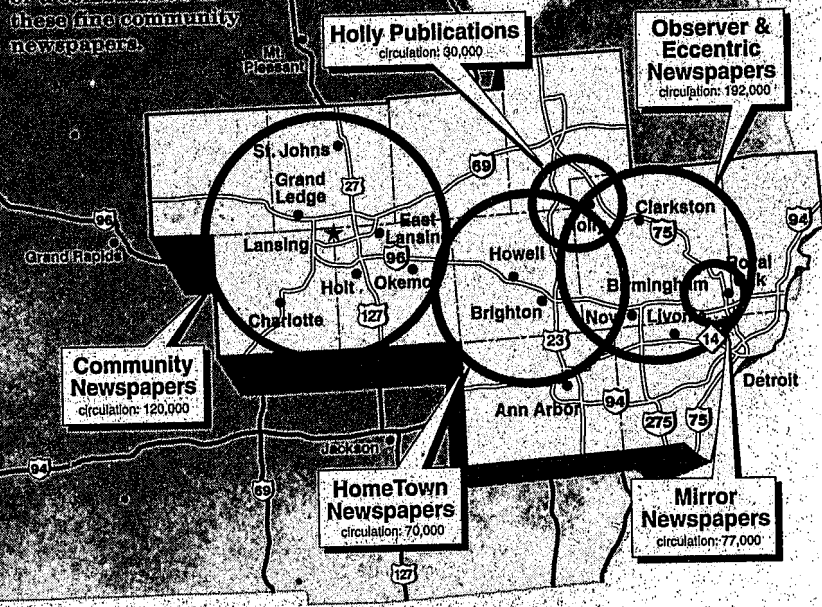 these fine community
newspapers.
Holly Publications
circulation: 30,000
Observer &
Eccentric
Newspapers
circulation: 192,000
Mt.
Pleasant
St. Johns
Grand
Ledge
27
69
96
Grand Rapids
Lansing
East
Lansing
96
Holt
Okemo
Charlotte
127
Howell
Brighton
23
Clarkston
75
94
Birmingham
Royal
Novi
Livonia
14
Detroit
Ann Arbor
94
275
75
Jackson
94
69
127
Community
Newspapers
circulation: 120,000
HomeTown
Newspapers
circulation: 70,000
Mirror
Newspapers
circulation: 77,000